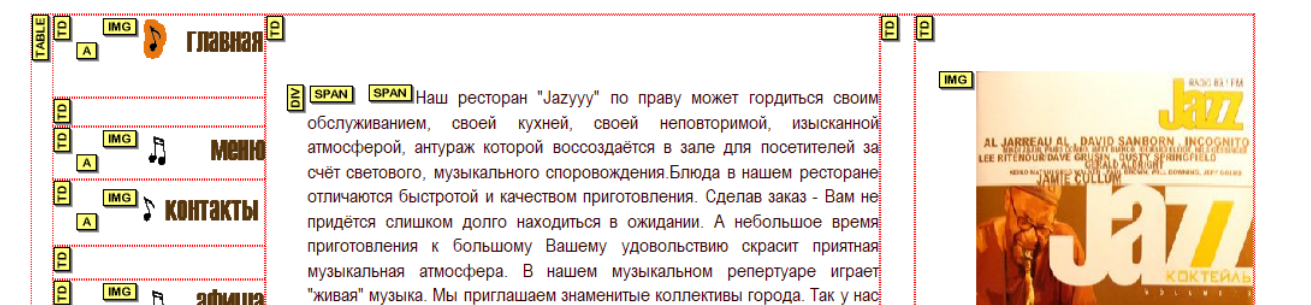 TABLE TD IMG A главная TD TD TD
TD
TD IMG A меню
TD IMG A контакты
TD
TD IMG афиша
DIV SPAN SPAN Наш ресторан "Jazyyy" по праву может гордиться своим
обслуживанием, своей кухней, своей неповторимой, изысканной
атмосферой, антураж которой воссоздаётся в зале для посетителей за
счёт светового, музыкального споровождения.Блюда в нашем ресторане
отличаются быстротой и качеством приготовления. Сделав заказ - Вам не
придётся слишком долго находиться в ожидании. А небольшое время
приготовления к большому Вашему удовольствию скрасит приятная
музыкальная атмосфера. В нашем музыкальном репертуаре играет
"живая" музыка. Мы приглашаем знаменитые коллективы города. Так у нас
IMG
RADIO 89.1 FM
Jazz
AL JARREAU AL DAVID SANBORN INCOGNITO
LEE RITENOUR DAVE GRUSIN DUSTY SPRINGFIELD
GERALD ALBRIGHT
JAMIE CULLUM
Jazz
КОКТЕЙЛЬ